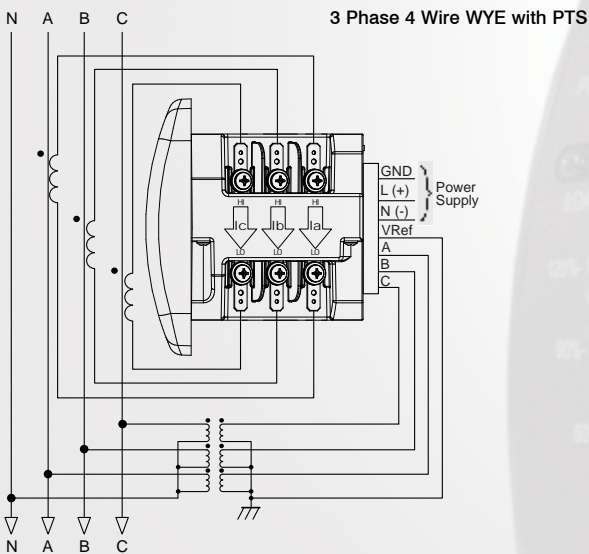 N A B C
3 Phase 4 Wire WYE with PTS
HI HI HI
Ic Ib Ia
LO LO LO
GND
L (+)
N (-)
Power
Supply
VRef
A
B
C
N A B C